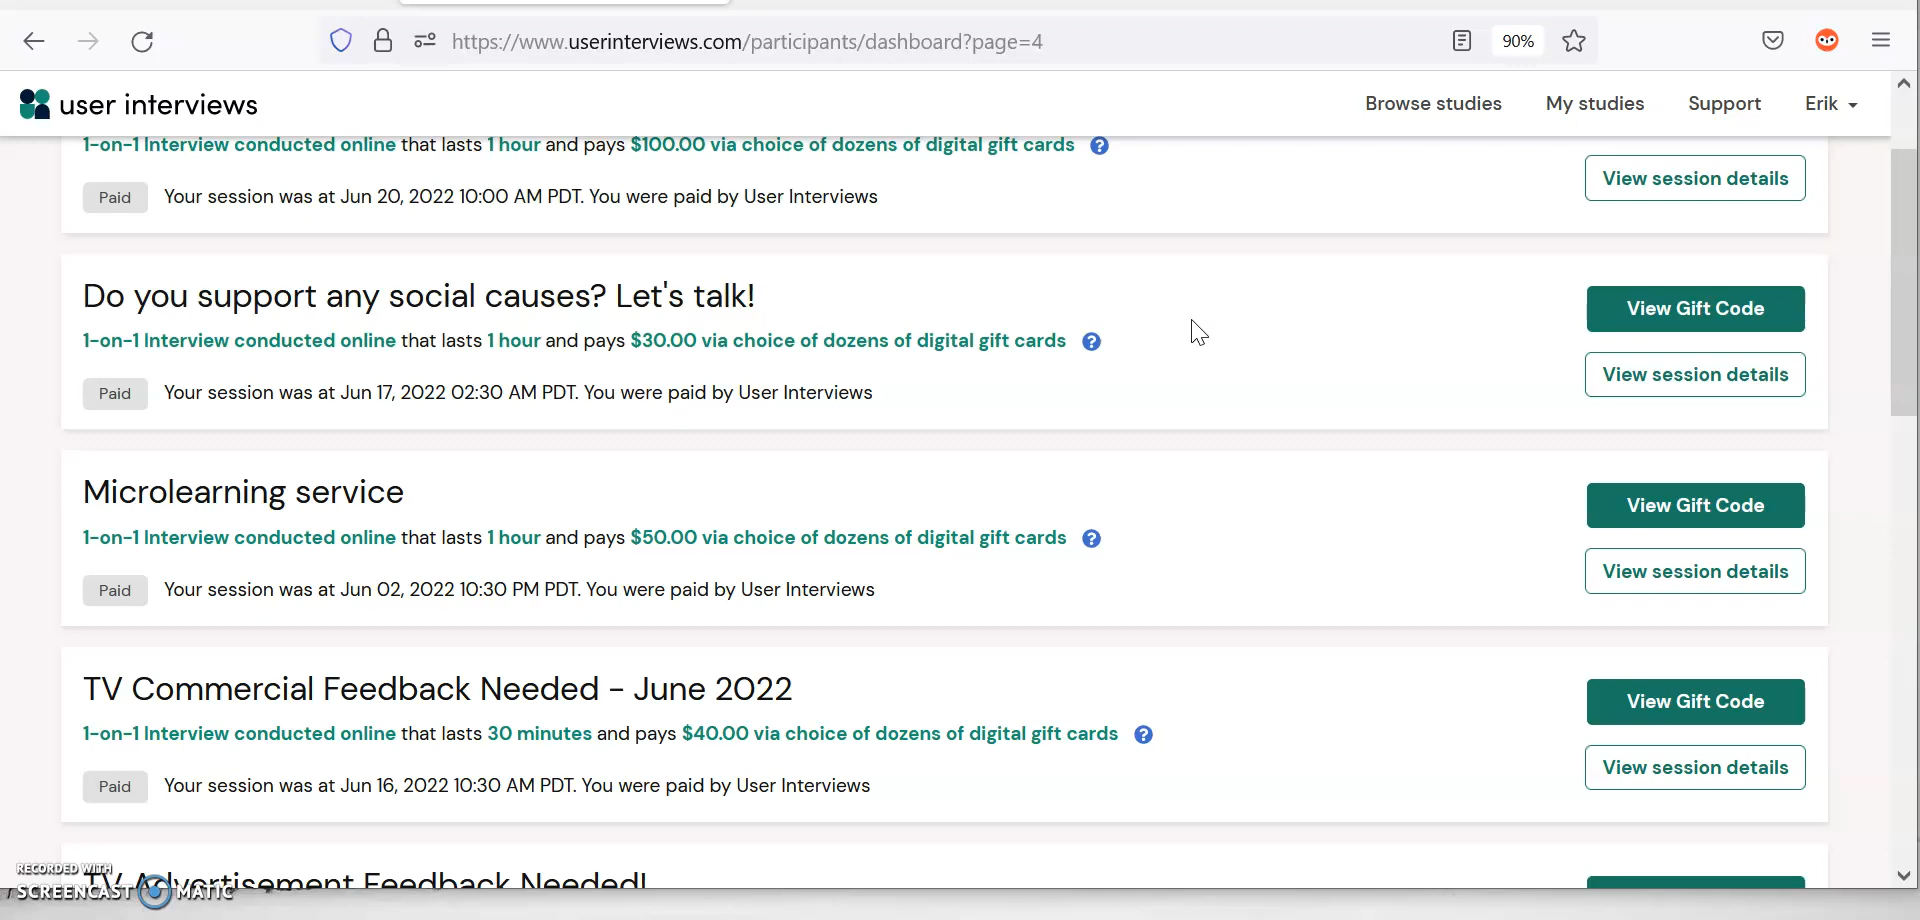 https://www.userinterviews.com/participants/dashboard?page=4
90%
user interviews
Browse studies
My studies
Support
Erik
1-on-1 Interview conducted online that lasts 1 hour and pays $100.00 via choice of dozens of digital gift cards ?
View session details
Paid
Your session was at Jun 20, 2022 10:00 AM PDT. You were paid by User Interviews
Do you support any social causes? Let's talk!
View Gift Code
1-on-1 Interview conducted online that lasts 1 hour and pays $30.00 via choice of dozens of digital gift cards ?
View session details
Paid
Your session was at Jun 17, 2022 02:30 AM PDT. You were paid by User Interviews
Microlearning service
View Gift Code
1-on-1 Interview conducted online that lasts 1 hour and pays $50.00 via choice of dozens of digital gift cards ?
View session details
Paid
Your session was at Jun 02, 2022 10:30 PM PDT. You were paid by User Interviews
TV Commercial Feedback Needed - June 2022
View Gift Code
1-on-1 Interview conducted online that lasts 30 minutes and pays $40.00 via choice of dozens of digital gift cards ?
View session details
Paid
Your session was at Jun 16, 2022 10:30 AM PDT. You were paid by User Interviews
TV Advertisement Feedback Needed!
RECORDED WITH
SCREENCAST MATIC